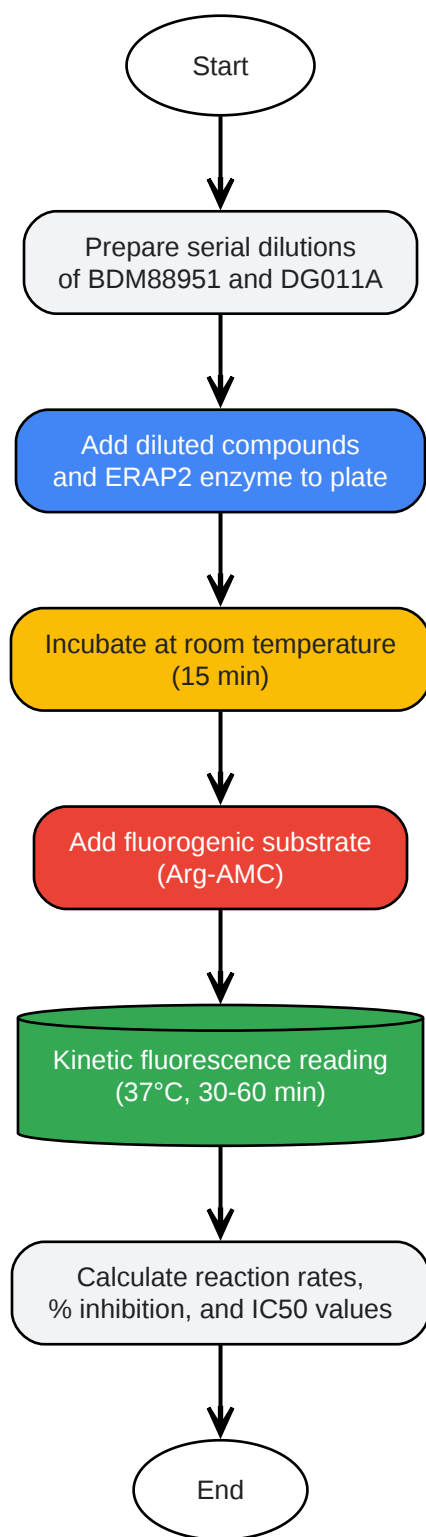 Start
Prepare serial dilutions
of BDM88951 and DG011A
Add diluted compounds
and ERAP2 enzyme to plate
Incubate at room temperature
(15 min)
Add fluorogenic substrate
(Arg-AMC)
Kinetic fluorescence reading
(37°C, 30-60 min)
Calculate reaction rates,
% inhibition, and IC50 values
End